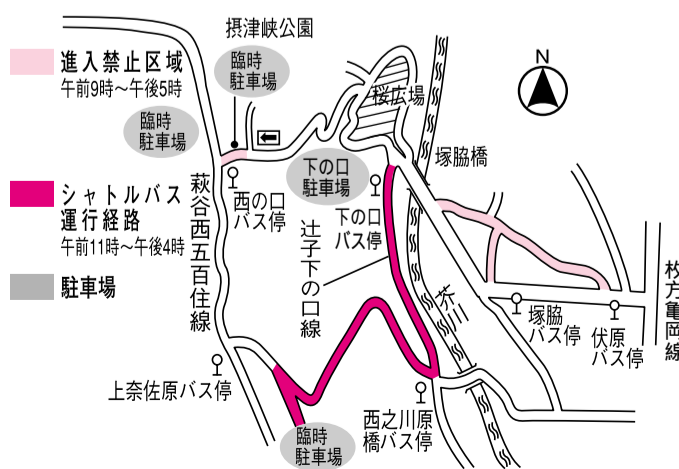 進入禁止区域
午前9時~午後5時
シャトルバス
運行経路
午前11時~午後4時
駐車場
摂津峡公園
臨時
駐車場
臨時
駐車場
桜広場
N
塚脇橋
下の口
駐車場
西の口
バス停
下の口
バス停
萩谷西五百住線
辻子下の口線
芥川
塚脇
バス停
伏原
バス停
枚方亀岡線
上奈佐原バス停
西之川原
橋バス停
臨時
駐車場